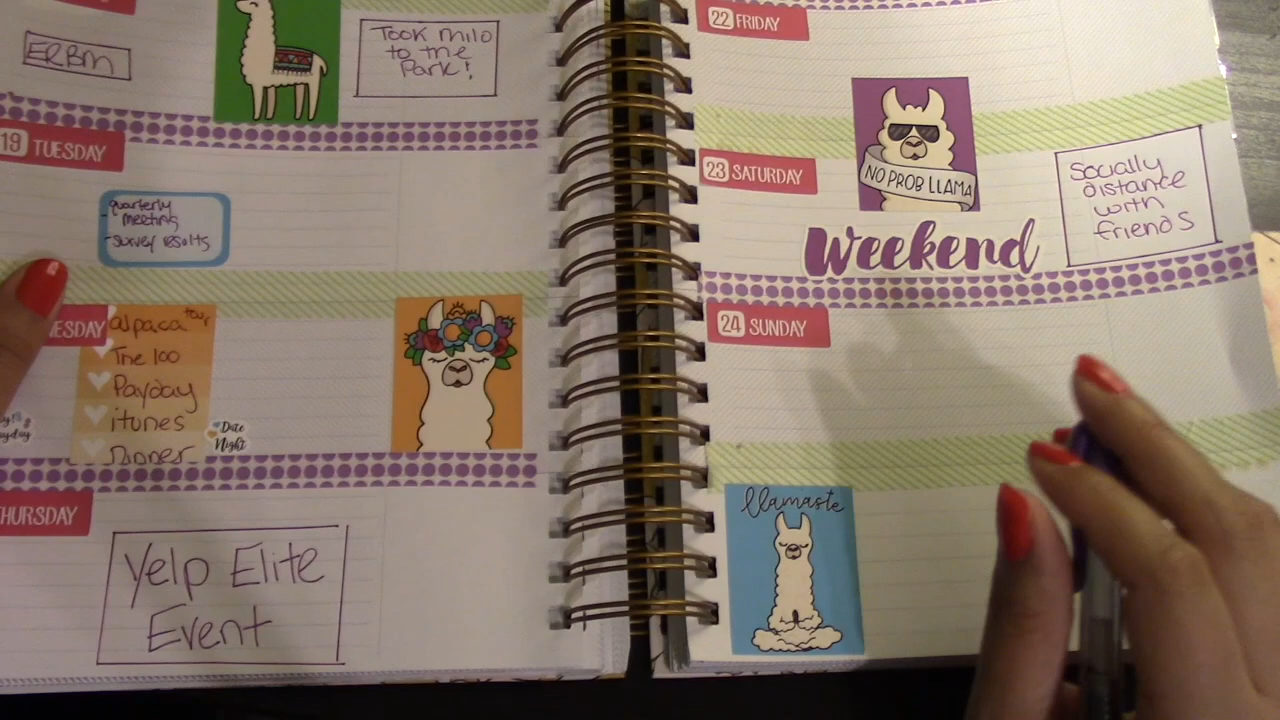 ERBM
Took milo
to the
Park!
19 TUESDAY
quarterly
meeting
- survey results
ESDAY
alpaca tour
The 100
Payday
itunes
Dinner
Date
Night
THURSDAY
Yelp Elite
Event
22 FRIDAY
NO PROB LLAMA
23 SATURDAY
Socially
distance
with
friends
Weekend
24 SUNDAY
llamaste